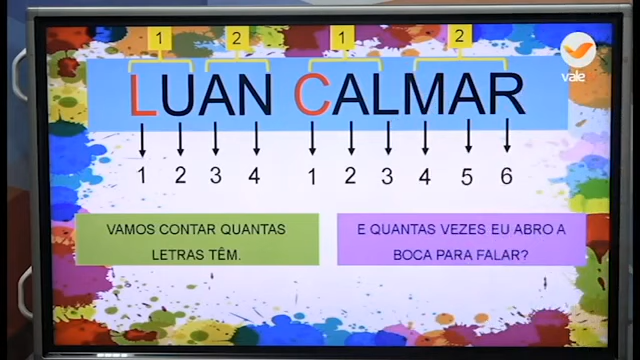 1 2 1 2
vale
LUAN CALMAR
1 2 3 4 1 2 3 4 5 6
VAMOS CONTAR QUANTAS
LETRAS TÊM.
E QUANTAS VEZES EU ABRO A
BOCA PARA FALAR?